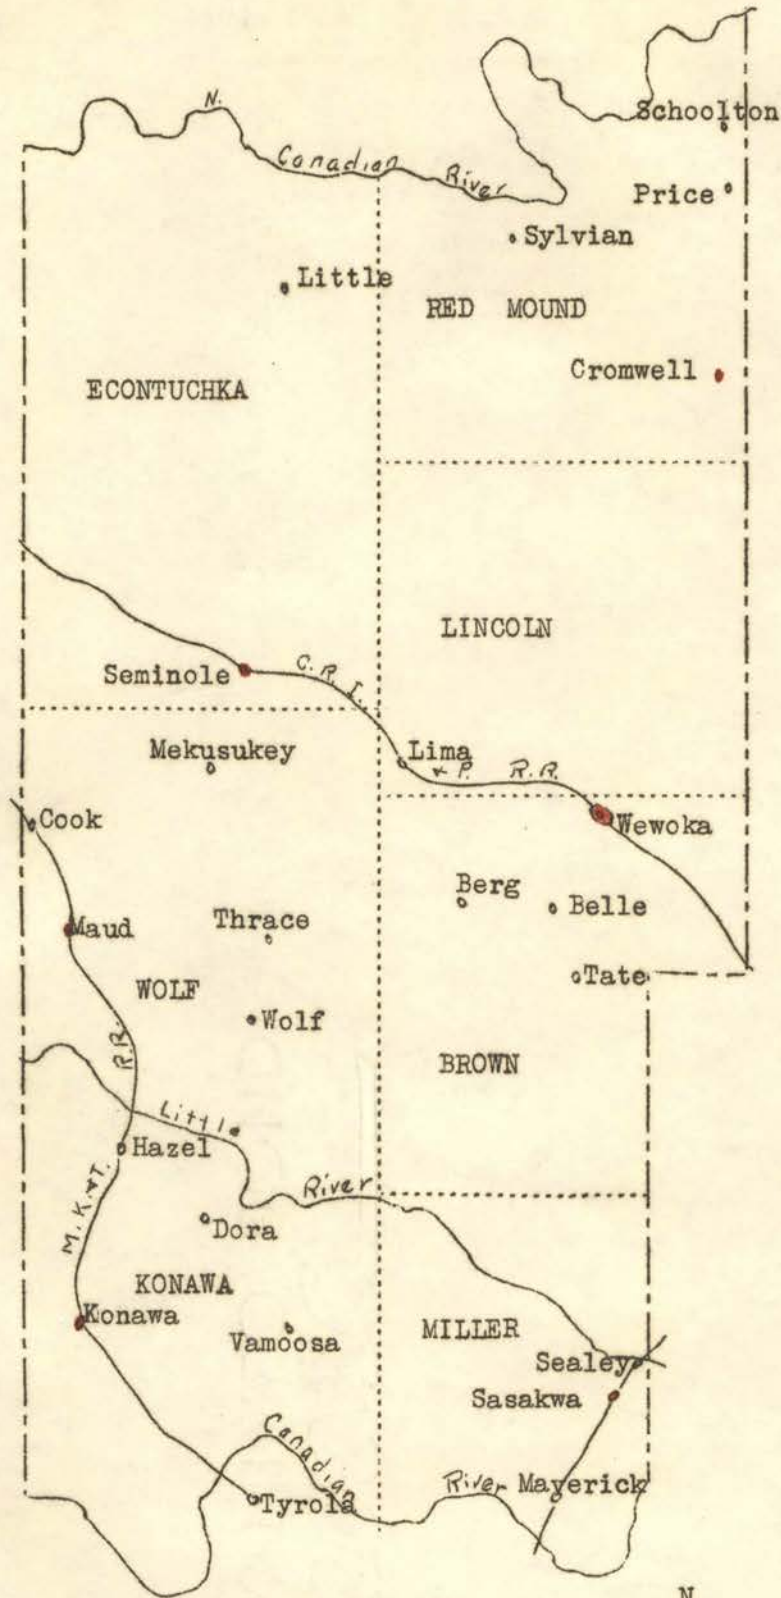 Schoolton
N.
Canadian
River
Price
Sylvian
Little
RED MOUND
Cromwell
ECONTUCHKA
LINCOLN
Seminole
C. R. I.
Mekusukey
Lima
& P. R.R.
Cook
Wewoka
Berg
Belle
Maud
Thrace
Tate
WOLF
Wolf
R.R.
BROWN
Little
Hazel
M. K. & T.
River
Dora
KONAWA
Konawa
Vamoosa
MILLER
Sealey
Sasakwa
Canadian
River
Maverick
Tyrola
N